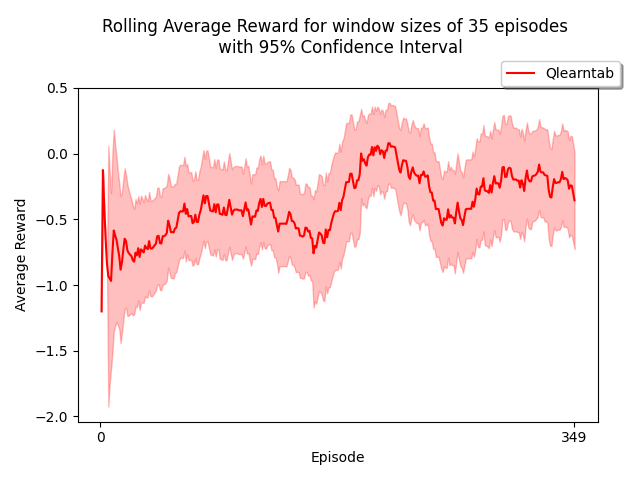 Rolling Average Reward for window sizes of 35 episodes
with 95% Confidence Interval
Qlearntab
0.5
0.0
−0.5
−1.0
−1.5
−2.0
Average Reward
0
349
Episode